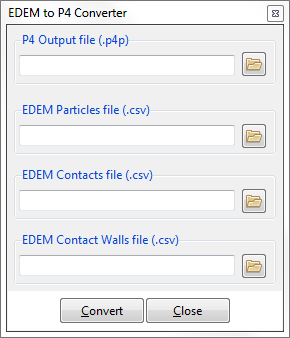 EDEM to P4 Converter
P4 Output file (.p4p)
EDEM Particles file (.csv)
EDEM Contacts file (.csv)
EDEM Contact Walls file (.csv)
Convert Close